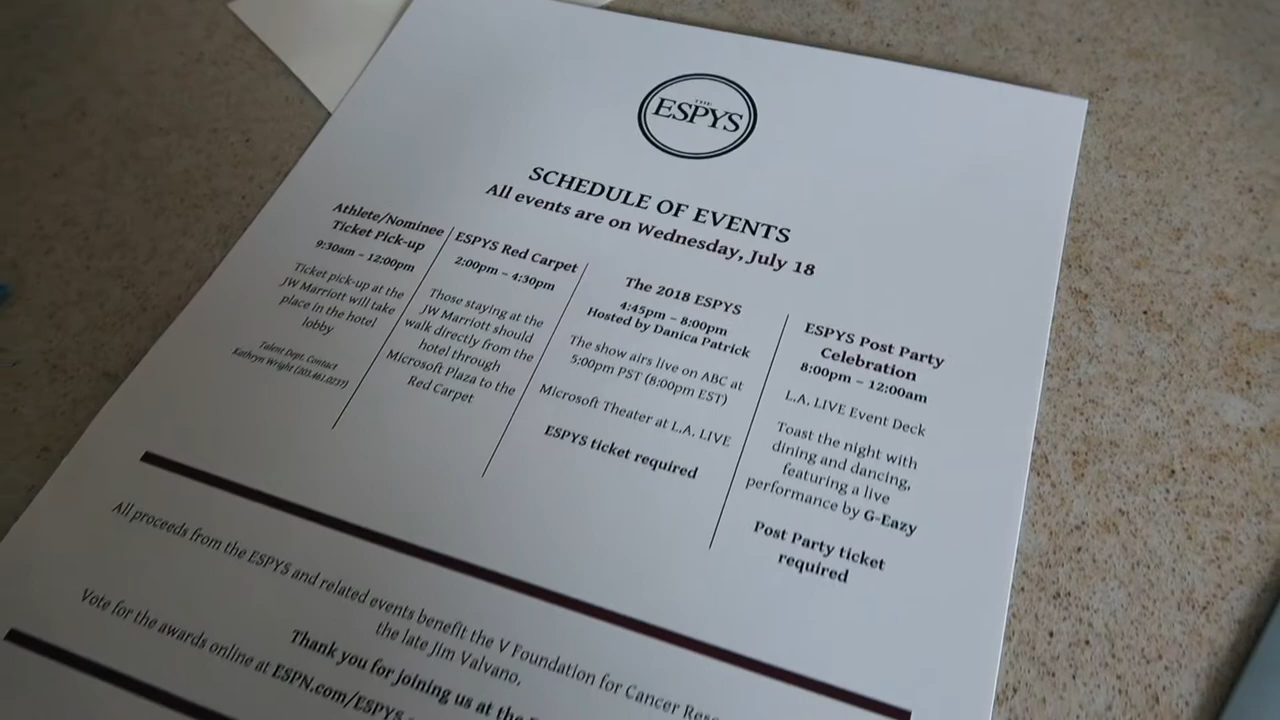 THE
ESPYS
SCHEDULE OF EVENTS
All events are on Wednesday, July 18
Athlete/Nominee
Ticket Pick-up
9:30am – 12:00pm
Ticket pick-up at the
JW Marriott will take
place in the hotel
lobby
Talent Dept. Contact
Kathryn Wright (203.461.0237)
ESPYS Red Carpet
2:00pm – 4:30pm
Those staying at the
JW Marriott should
walk directly from the
hotel through
Microsoft Plaza to the
Red Carpet
The 2018 ESPYS
4:45pm – 8:00pm
Hosted by Danica Patrick
The show airs live on ABC at
5:00pm PST (8:00pm EST)
Microsoft Theater at L.A. LIVE
ESPYS ticket required
ESPYS Post Party
Celebration
8:00pm – 12:00am
L.A. LIVE Event Deck
Toast the night with
dining and dancing,
featuring a live
performance by G-Eazy
Post Party ticket
required
All proceeds from the ESPYS and related events benefit the V Foundation for Cancer
the late Jim Valvano,
Thank you for joining us at the
Vote for the awards online at ESPN.com/ESPYS